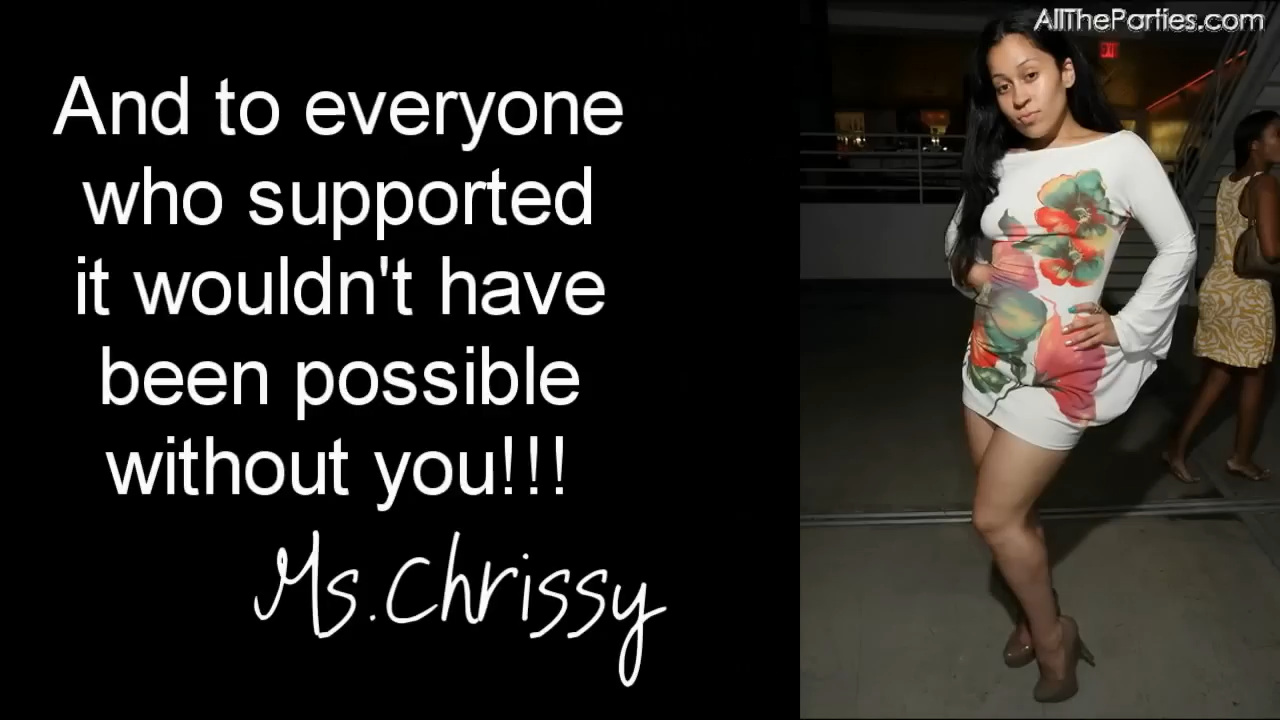 AllTheParties.com
And to everyone
who supported
it wouldn't have
been possible
without you!!!
Ms.Chrissy